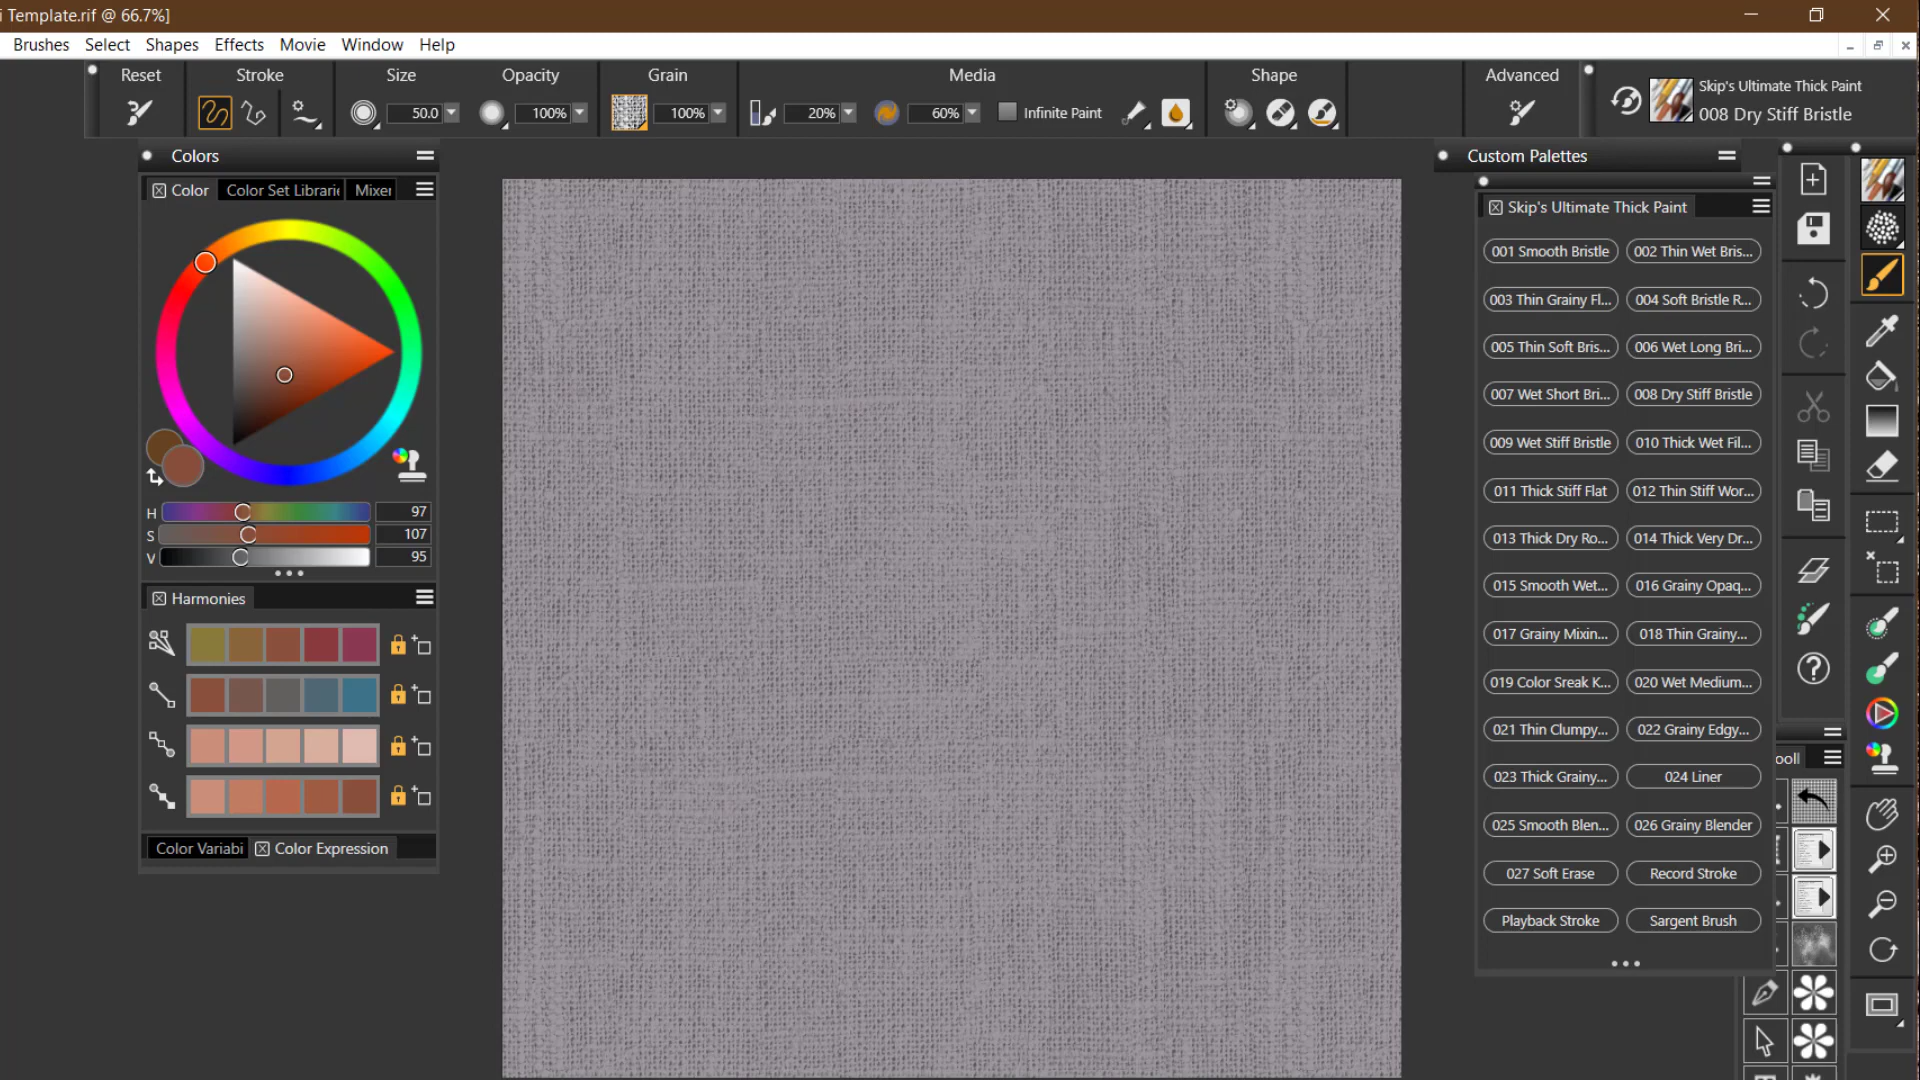 i Template.rif @ 66.7%]
Brushes Select Shapes Effects Movie Window Help
Reset Stroke Size Opacity Grain Media Shape Advanced
50.0 100% 100% 20% 60% Infinite Paint
Skip's Ultimate Thick Paint
008 Dry Stiff Bristle
Colors
Color Color Set Librari Mixer
H 97
S 107
V 95
Harmonies
Color Variabl Color Expression
Custom Palettes
Skip's Ultimate Thick Paint
001 Smooth Bristle 002 Thin Wet Bris...
003 Thin Grainy Fl... 004 Soft Bristle R...
005 Thin Soft Bris... 006 Wet Long Bri...
007 Wet Short Bri... 008 Dry Stiff Bristle
009 Wet Stiff Bristle 010 Thick Wet Fil...
011 Thick Stiff Flat 012 Thin Stiff Wor...
013 Thick Dry Ro... 014 Thick Very Dr...
015 Smooth Wet... 016 Grainy Opaq...
017 Grainy Mixin... 018 Thin Grainy...
019 Color Sreak K... 020 Wet Medium...
021 Thin Clumpy... 022 Grainy Edgy...
023 Thick Grainy... 024 Liner
025 Smooth Blen... 026 Grainy Blender
027 Soft Erase Record Stroke
Playback Stroke Sargent Brush
ooll